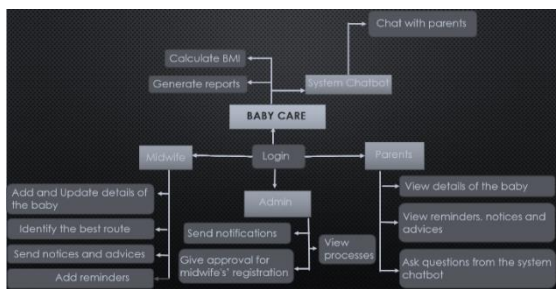 Chat with parents
Calculate BMI
System Chatbot
Generate reports
BABY CARE
Midwife
Login
Parents
Add and Update details of
the baby
Identify the best route
Send notices and advices
Add reminders
Admin
Send notifications
Give approval for
midwife's' registration
View
processes
View details of the baby
View reminders, notices and
advices
Ask questions from the system
chatbot